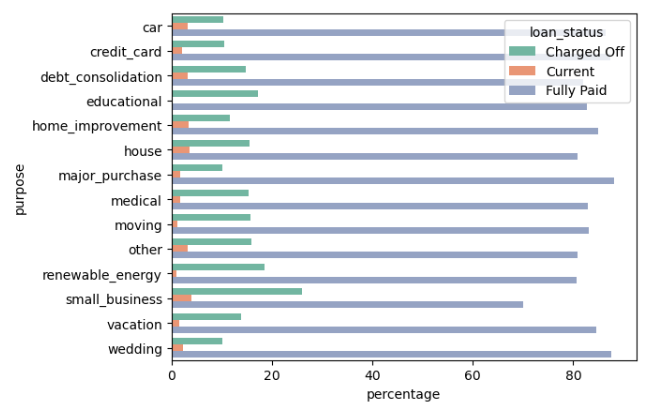 loan_status
Charged Off
Current
Fully Paid
car
credit_card
debt_consolidation
educational
home_improvement
house
major_purchase
medical
moving
other
renewable_energy
small_business
vacation
wedding
purpose
0 20 40 60 80
percentage